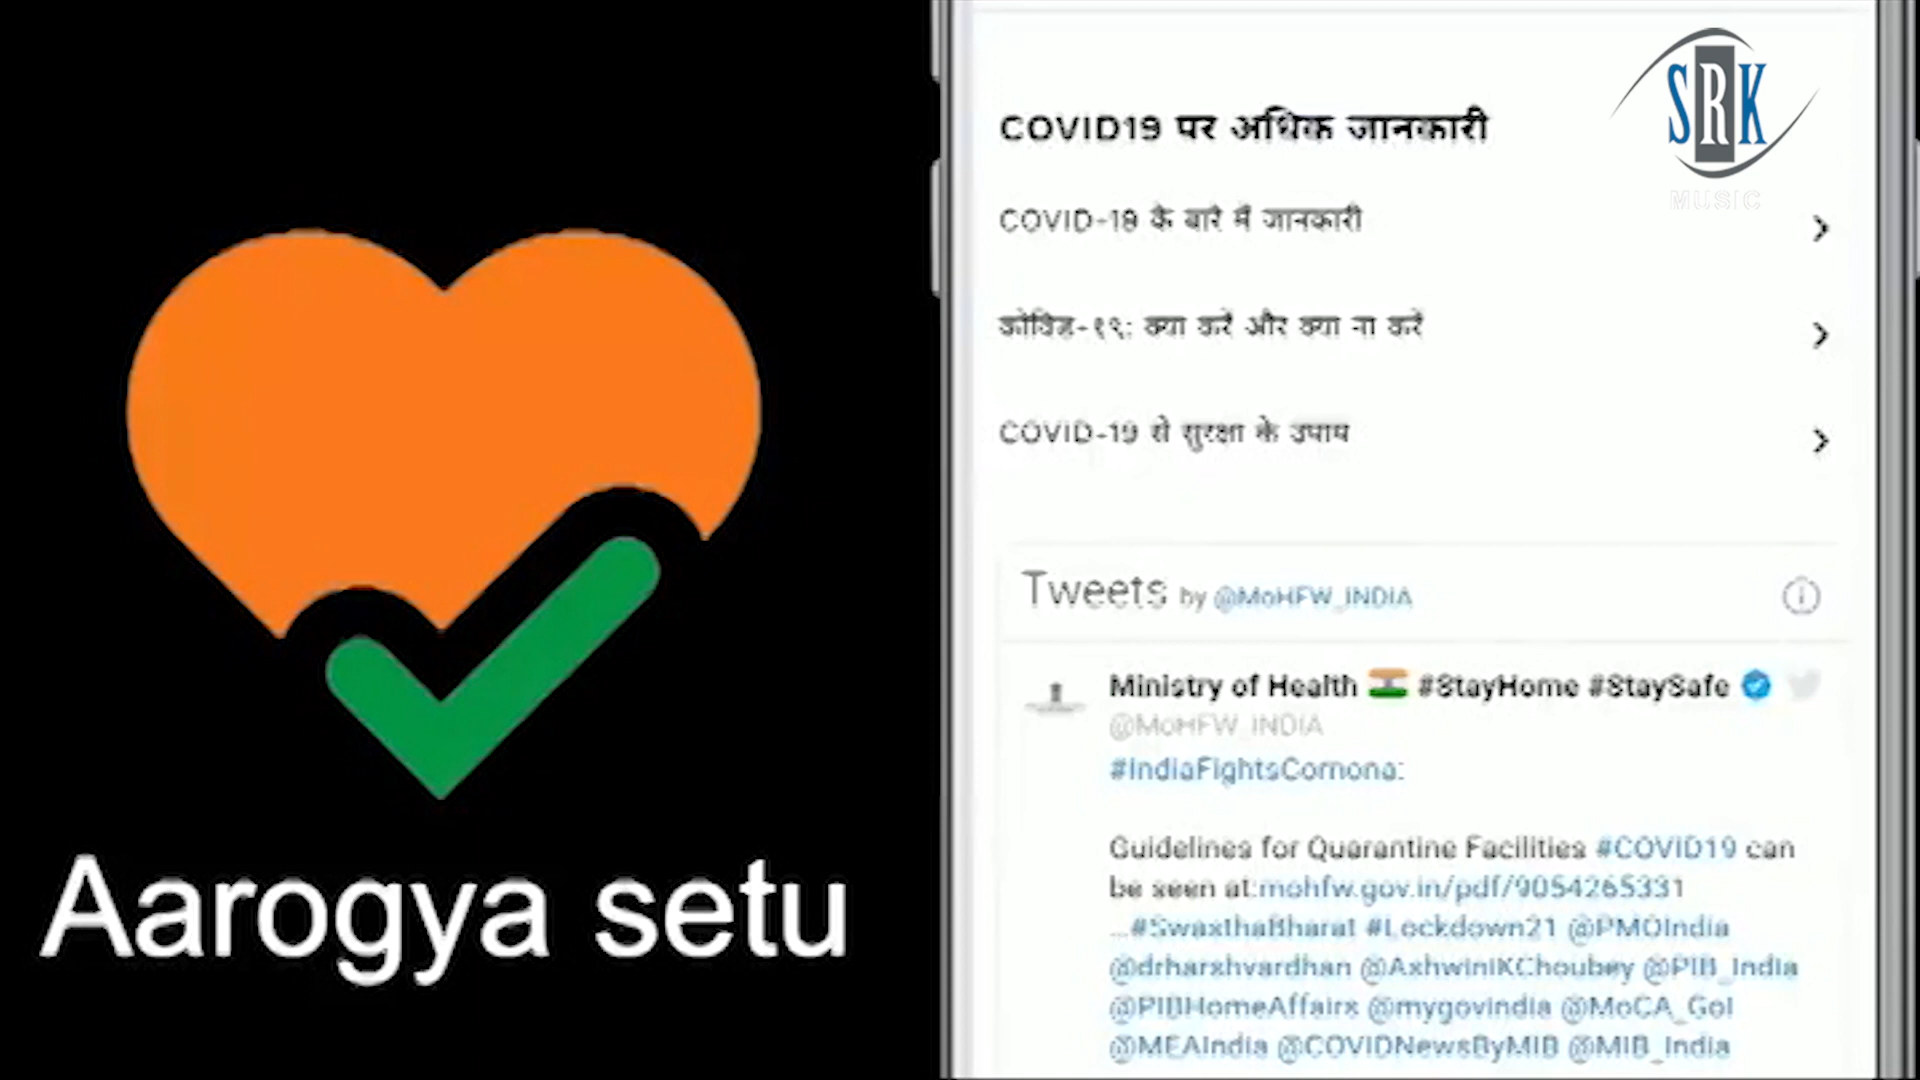 Aarogya setu
SRK
MUSIC
COVID19 पर अधिक जानकारी
COVID-19 के बारे में जानकारी
कोविड-१९: क्या करें और क्या ना करें
COVID-19 से सुरक्षा के उपाय
Tweets by @MoHFW_INDIA
Ministry of Health #StayHome #StaySafe
@MoHFW_INDIA
#IndiaFightsCornona:
Guidelines for Quarantine Facilities #COVID19 can
be seen at:mohfw.gov.in/pdf/9054265331
...#SwasthaBharat #Lockdown21 @PMOIndia
@drharshvardhan @AshwiniKChoubey @PIB_India
@PIBHomeAffairs @mygovindia @MoCA_GoI
@MEAIndia @COVIDNewsByMIB @MIB_India